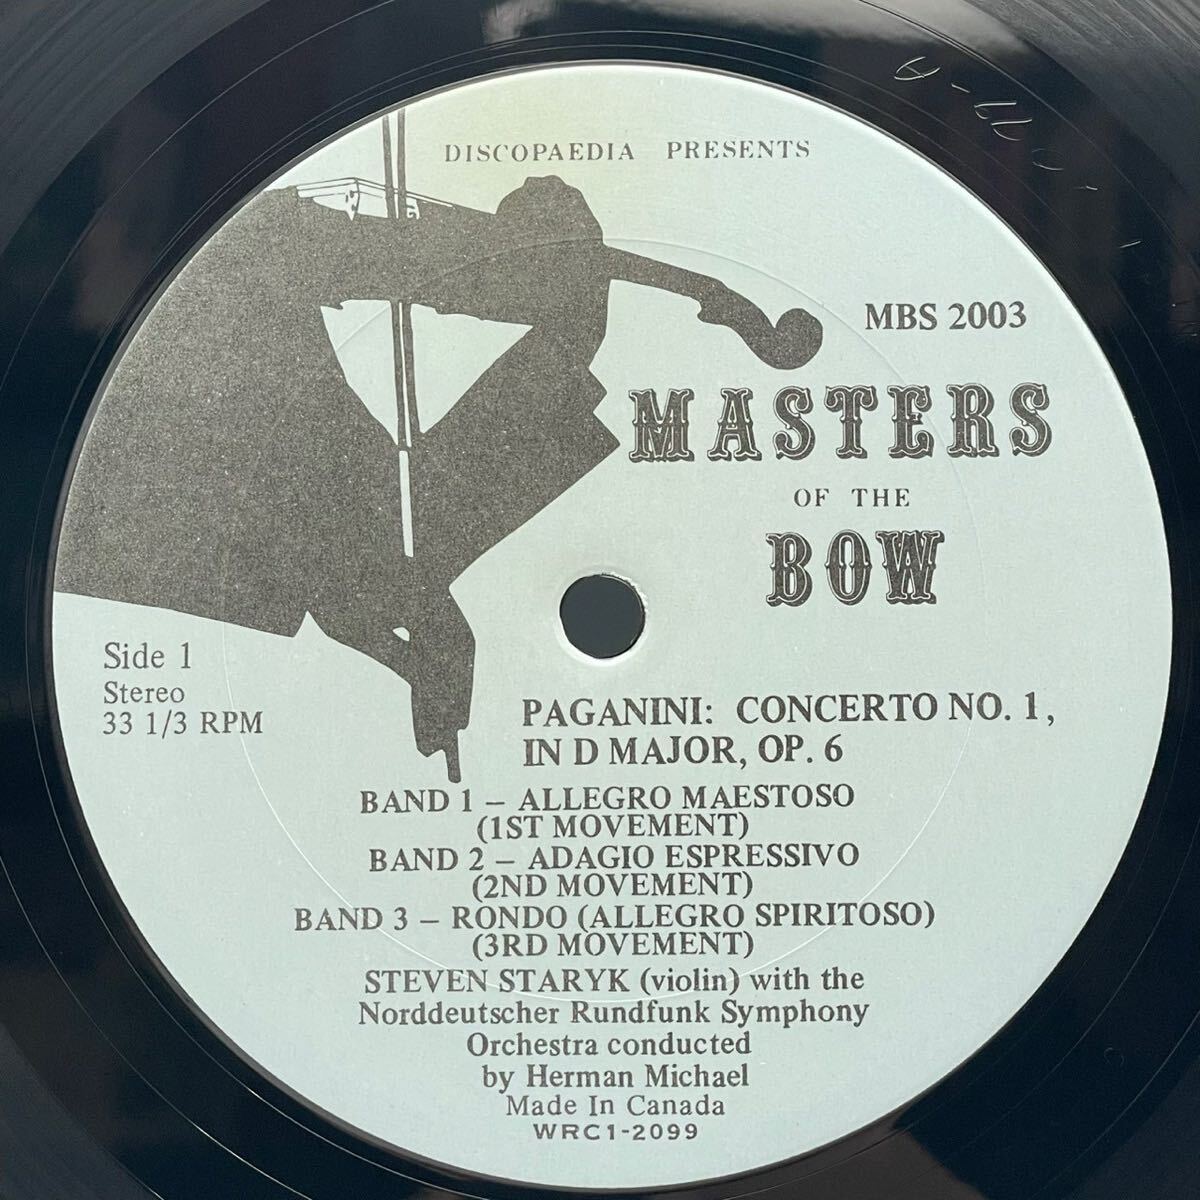 DISCOPAEDIA PRESENTS
MBS 2003
MASTERS
OF THE
BOW
Side 1
Stereo
33 1/3 RPM
PAGANINI: CONCERTO NO. 1,
IN D MAJOR, OP. 6
BAND 1 – ALLEGRO MAESTOSO
(1ST MOVEMENT)
BAND 2 – ADAGIO ESPRESSIVO
(2ND MOVEMENT)
BAND 3 – RONDO (ALLEGRO SPIRITOSO)
(3RD MOVEMENT)
STEVEN STARYK (violin) with the
Norddeutscher Rundfunk Symphony
Orchestra conducted
by Herman Michael
Made In Canada
WRC1-2099